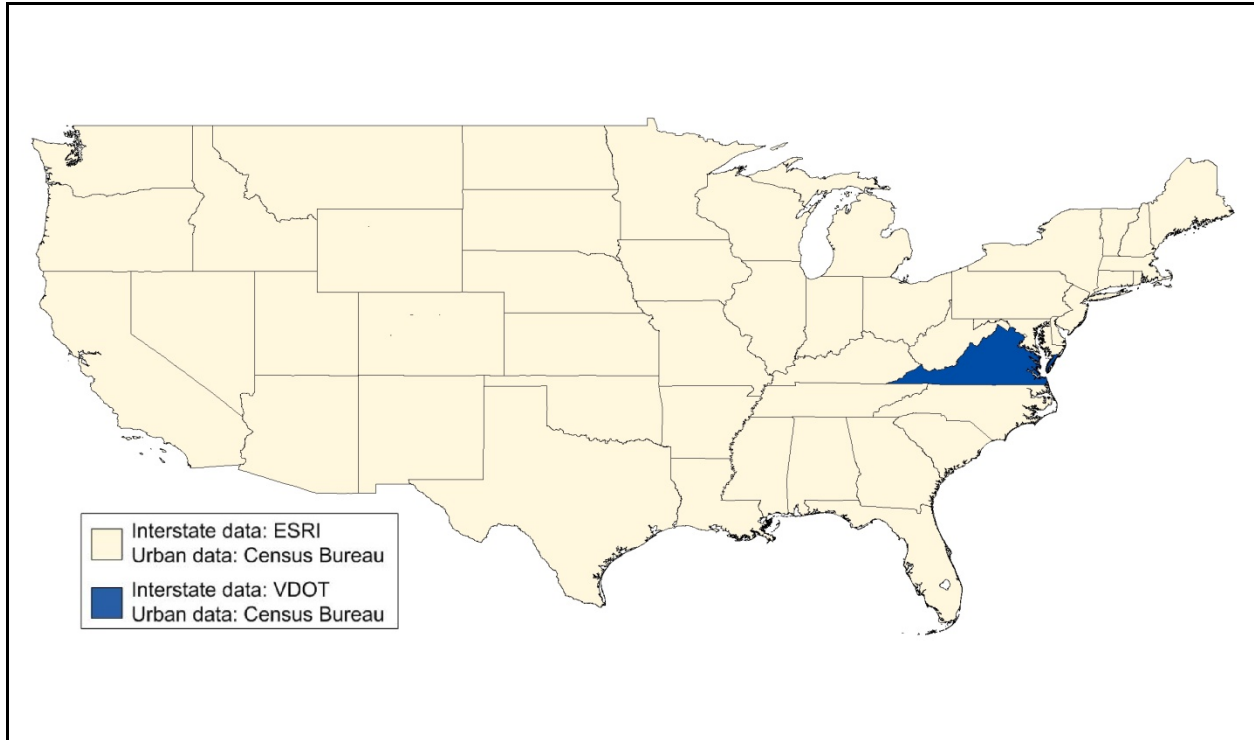 Interstate data: ESRI
Urban data: Census Bureau
Interstate data: VDOT
Urban data: Census Bureau